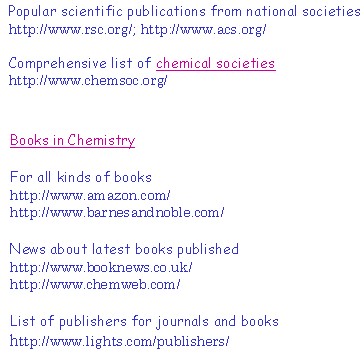 Popular scientific publications from national societies
http://www.rsc.org/; http://www.acs.org/
Comprehensive list of chemical societies
http://www.chemsoc.org/
Books in Chemistry
For all kinds of books
http://www.amazon.com/
http://www.barnesandnoble.com/
News about latest books published
http://www.booknews.co.uk/
http://www.chemweb.com/
List of publishers for journals and books
http://www.lights.com/publishers/